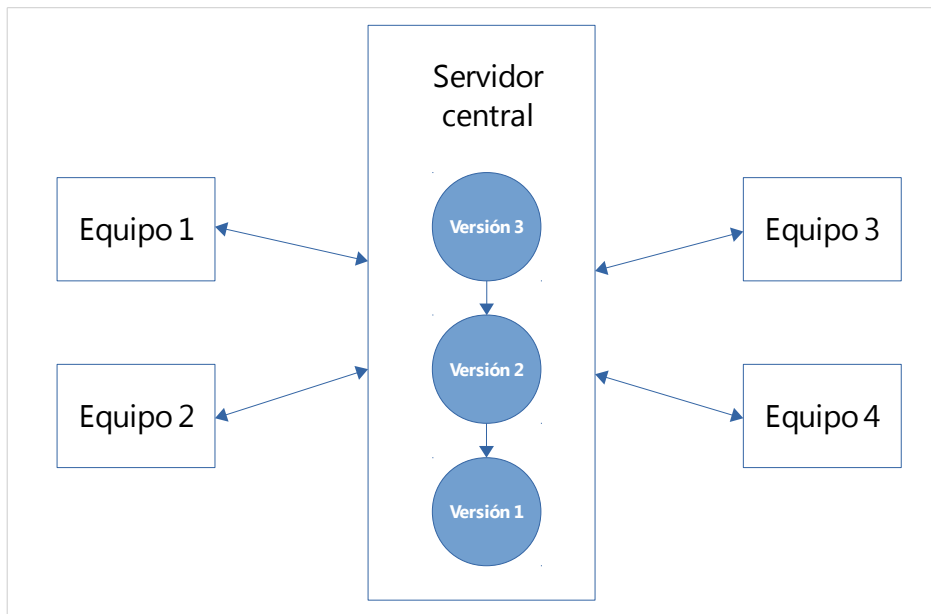 Servidor
central
Equipo 1
Equipo 2
Versión 3
Versión 2
Versión 1
Equipo 3
Equipo 4